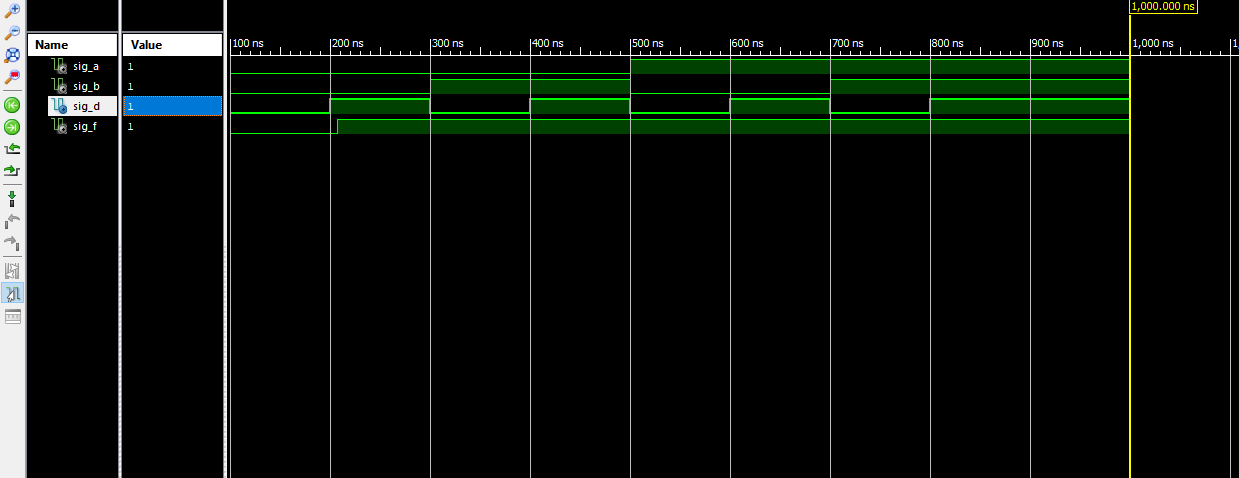 1,000.000 ns
Name Value
100 ns 200 ns 300 ns 400 ns 500 ns 600 ns 700 ns 800 ns 900 ns 1,000 ns 1,
sig_a 1
sig_b 1
sig_d 1
sig_f 1